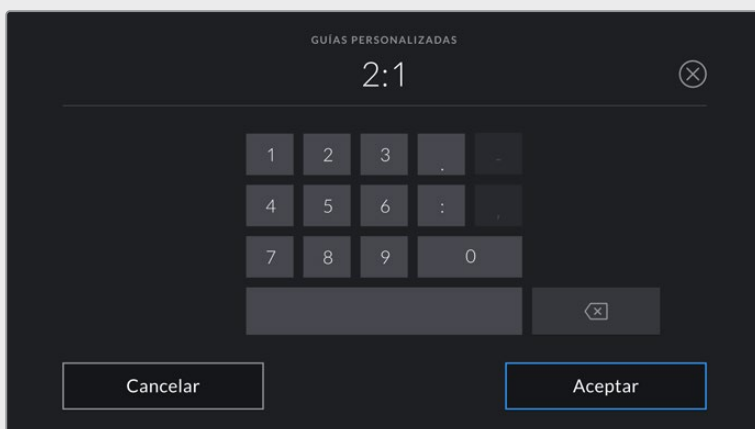 GUÍAS PERSONALIZADAS
2:1
1 2 3 . -
4 5 6 : ,
7 8 9 0
Cancelar Aceptar